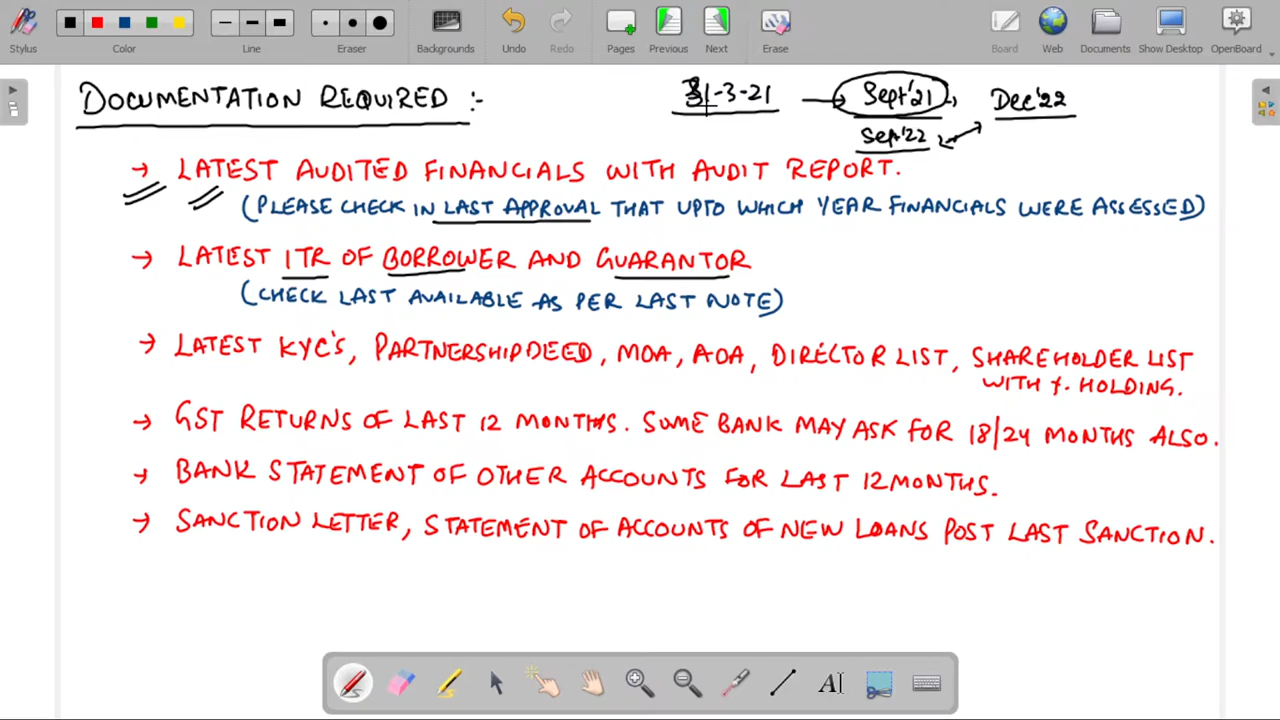 Stylus
Color
Line
Eraser
Backgrounds
Undo
Redo
Pages
Previous
Next
Erase
Board
Web
Documents
Show Desktop
OpenBoard
DOCUMENTATION REQUIRED :-
31-3-21 → Sept'21, Dec'22
Sept'22
→ LATEST AUDITED FINANCIALS WITH AUDIT REPORT.
(PLEASE CHECK IN LAST APPROVAL THAT UPTO WHICH YEAR FINANCIALS WERE ASSESSED)
→ LATEST ITR OF BORROWER AND GUARANTOR
(CHECK LAST AVAILABLE AS PER LAST NOTE)
→ LATEST KYC'S, PARTNERSHIP DEED, MOA, AOA, DIRECTOR LIST, SHAREHOLDER LIST
WITH % HOLDING.
→ GST RETURNS OF LAST 12 MONTHS. SOME BANK MAY ASK FOR 18/24 MONTHS ALSO.
→ BANK STATEMENT OF OTHER ACCOUNTS FOR LAST 12 MONTHS.
→ SANCTION LETTER, STATEMENT OF ACCOUNTS OF NEW LOANS POST LAST SANCTION.